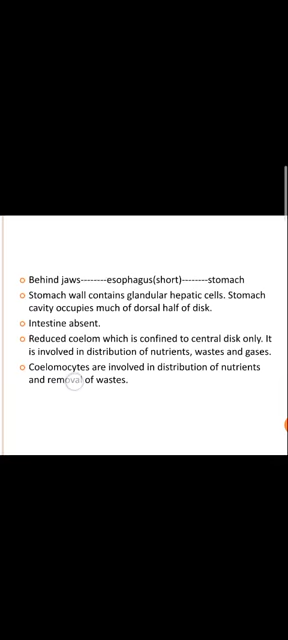 Behind jaws--------esophagus(short)--------stomach
Stomach wall contains glandular hepatic cells. Stomach
cavity occupies much of dorsal half of disk.
Intestine absent.
Reduced coelom which is confined to central disk only. It
is involved in distribution of nutrients, wastes and gases.
Coelomocytes are involved in distribution of nutrients
and removal of wastes.